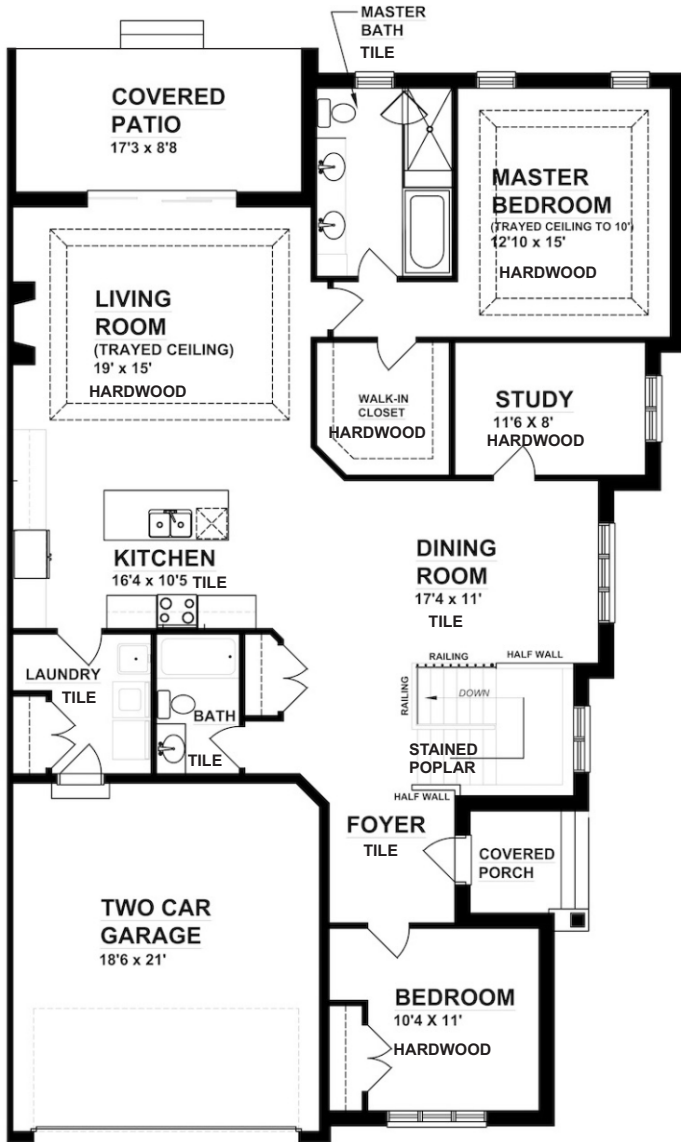 MASTER
BATH
TILE
COVERED
PATIO
17'3 x 8'8
MASTER
BEDROOM
(TRAYED CEILING TO 10')
12'10 x 15'
HARDWOOD
LIVING
ROOM
(TRAYED CEILING)
19' x 15'
HARDWOOD
WALK-IN
CLOSET
HARDWOOD
STUDY
11'6 X 8'
HARDWOOD
KITCHEN
16'4 x 10'5 TILE
DINING
ROOM
17'4 x 11'
TILE
LAUNDRY
TILE
BATH
TILE
RAILING
HALF WALL
RAILING
DOWN
STAINED
POPLAR
HALF WALL
FOYER
TILE
COVERED
PORCH
TWO CAR
GARAGE
18'6 x 21'
BEDROOM
10'4 X 11'
HARDWOOD